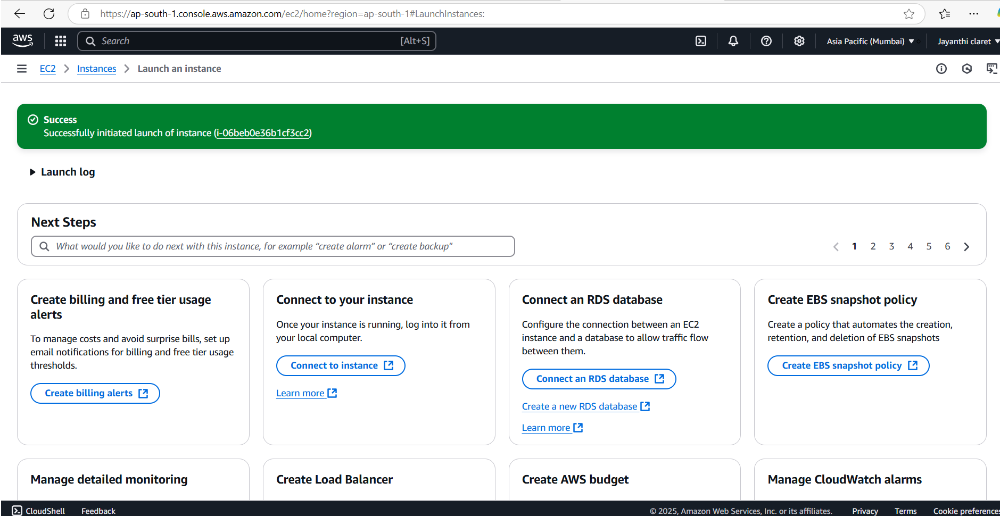 https://ap-south-1.console.aws.amazon.com/ec2/home?region=ap-south-1#LaunchInstances:
aws
Search
[Alt+S]
Asia Pacific (Mumbai)
Jayanthi claret
EC2
Instances
Launch an instance
Success
Successfully initiated launch of instance (i-06beb0e36b1cf3cc2)
Launch log
Next Steps
What would you like to do next with this instance, for example “create alarm” or “create backup"
1 2 3 4 5 6
Create billing and free tier usage
alerts
To manage costs and avoid surprise bills, set up
email notifications for billing and free tier usage
thresholds.
Create billing alerts
Connect to your instance
Once your instance is running, log into it from
your local computer.
Connect to instance
Learn more
Connect an RDS database
Configure the connection between an EC2
instance and a database to allow traffic flow
between them.
Connect an RDS database
Create a new RDS database
Learn more
Create EBS snapshot policy
Create a policy that automates the creation,
retention, and deletion of EBS snapshots
Create EBS snapshot policy
Manage detailed monitoring
Create Load Balancer
Create AWS budget
Manage CloudWatch alarms
CloudShell
Feedback
© 2025, Amazon Web Services, Inc. or its affiliates.
Privacy
Terms
Cookie preferences